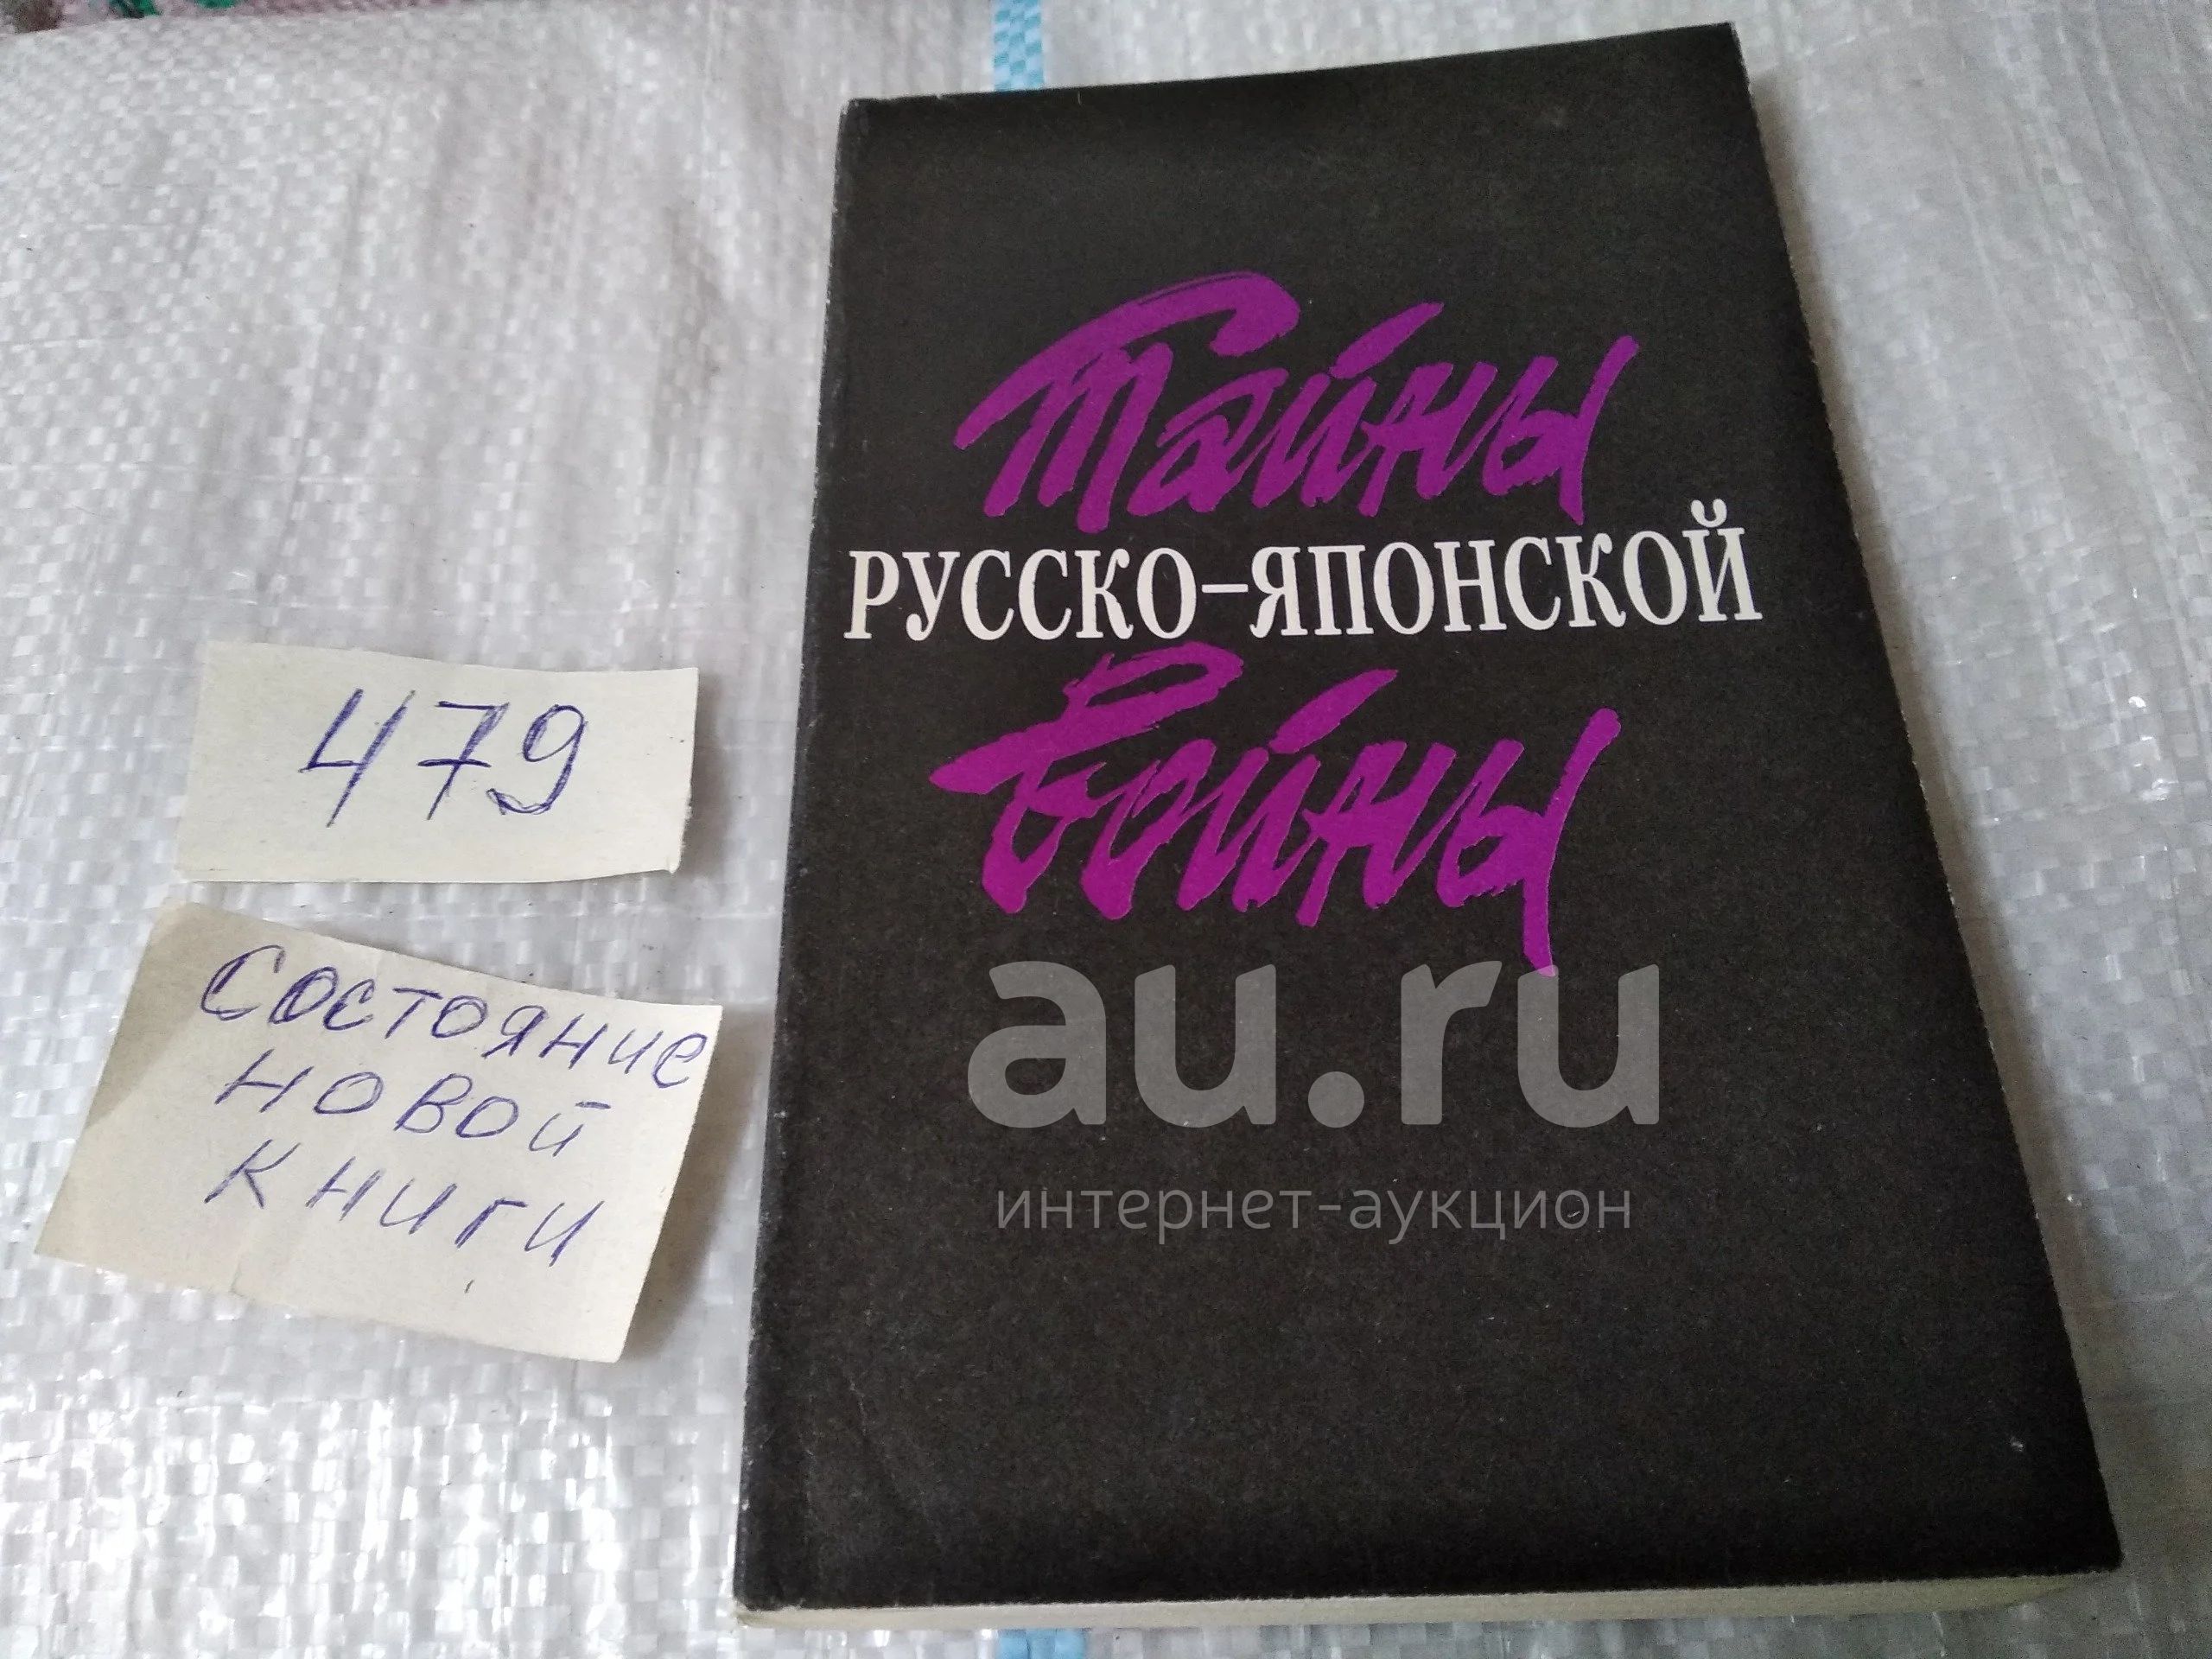 Тайны
РУССКО-ЯПОНСКОЙ
войны
479
Состояние
новой
книги
au.ru
интернет-аукцион